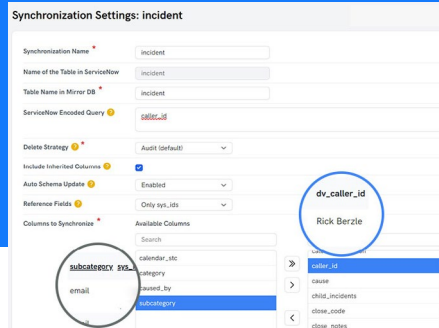 Synchronization Settings: incident
Synchronization Name *
incident
Name of the Table in ServiceNow
incident
Table Name in Mirror DB *
incident
ServiceNow Encoded Query ?
caller_id
Delete Strategy ? *
Audit (default)
Include Inherited Columns ?
Auto Schema Update ?
Enabled
Reference Fields ?
Only sys_ids
Columns to Synchronize *
Available Columns
Search
calendar_stc
category
caused_by
subcategory
subcategory sys_
email
dv_caller_id
Rick Berzle
caller_id
cause
child_incidents
close_code
close_notes